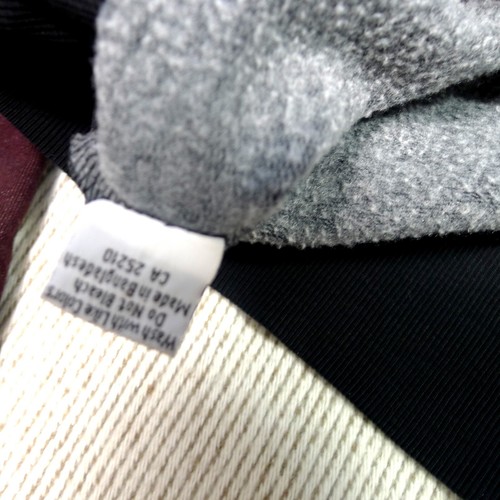 Wash with Like Colors
Do Not Bleach
Made in Bangladesh
CA 25210